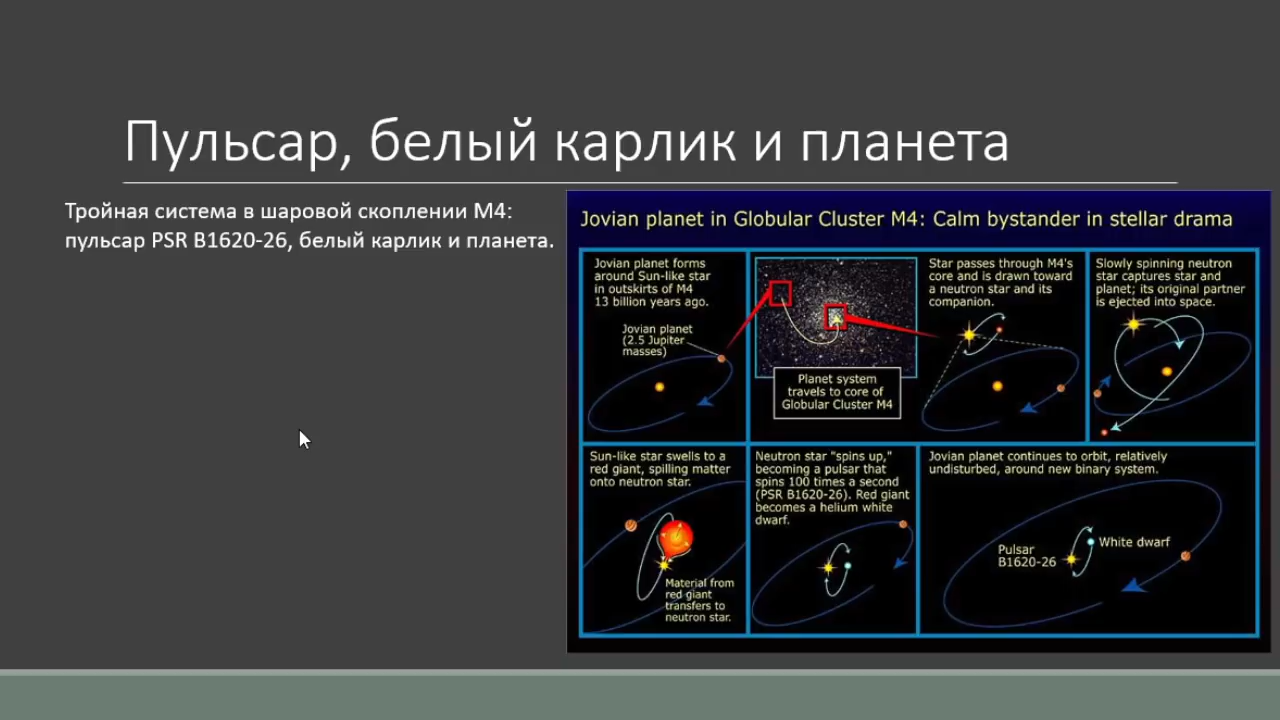 Пульсар, белый карлик и планета
Тройная система в шаровой скоплении М4:
пульсар PSR B1620-26, белый карлик и планета.
Jovian planet in Globular Cluster M4: Calm bystander in stellar drama
Jovian planet forms
around Sun-like star
in outskirts of M4
13 billion years ago.
Jovian planet
(2.5 Jupiter
masses)
Planet system
travels to core of
Globular Cluster M4
Star passes through M4's
core and is drawn toward
a neutron star and its
companion.
Slowly spinning neutron
star captures star and
planet; its original partner
is ejected into space.
Sun-like star swells to a
red giant, spilling matter
onto neutron star.
Material from
red giant
transfers to
neutron star.
Neutron star "spins up,"
becoming a pulsar that
spins 100 times a second
(PSR B1620-26). Red giant
becomes a helium white
dwarf.
Jovian planet continues to orbit, relatively
undisturbed, around new binary system.
Pulsar
B1620-26
White dwarf